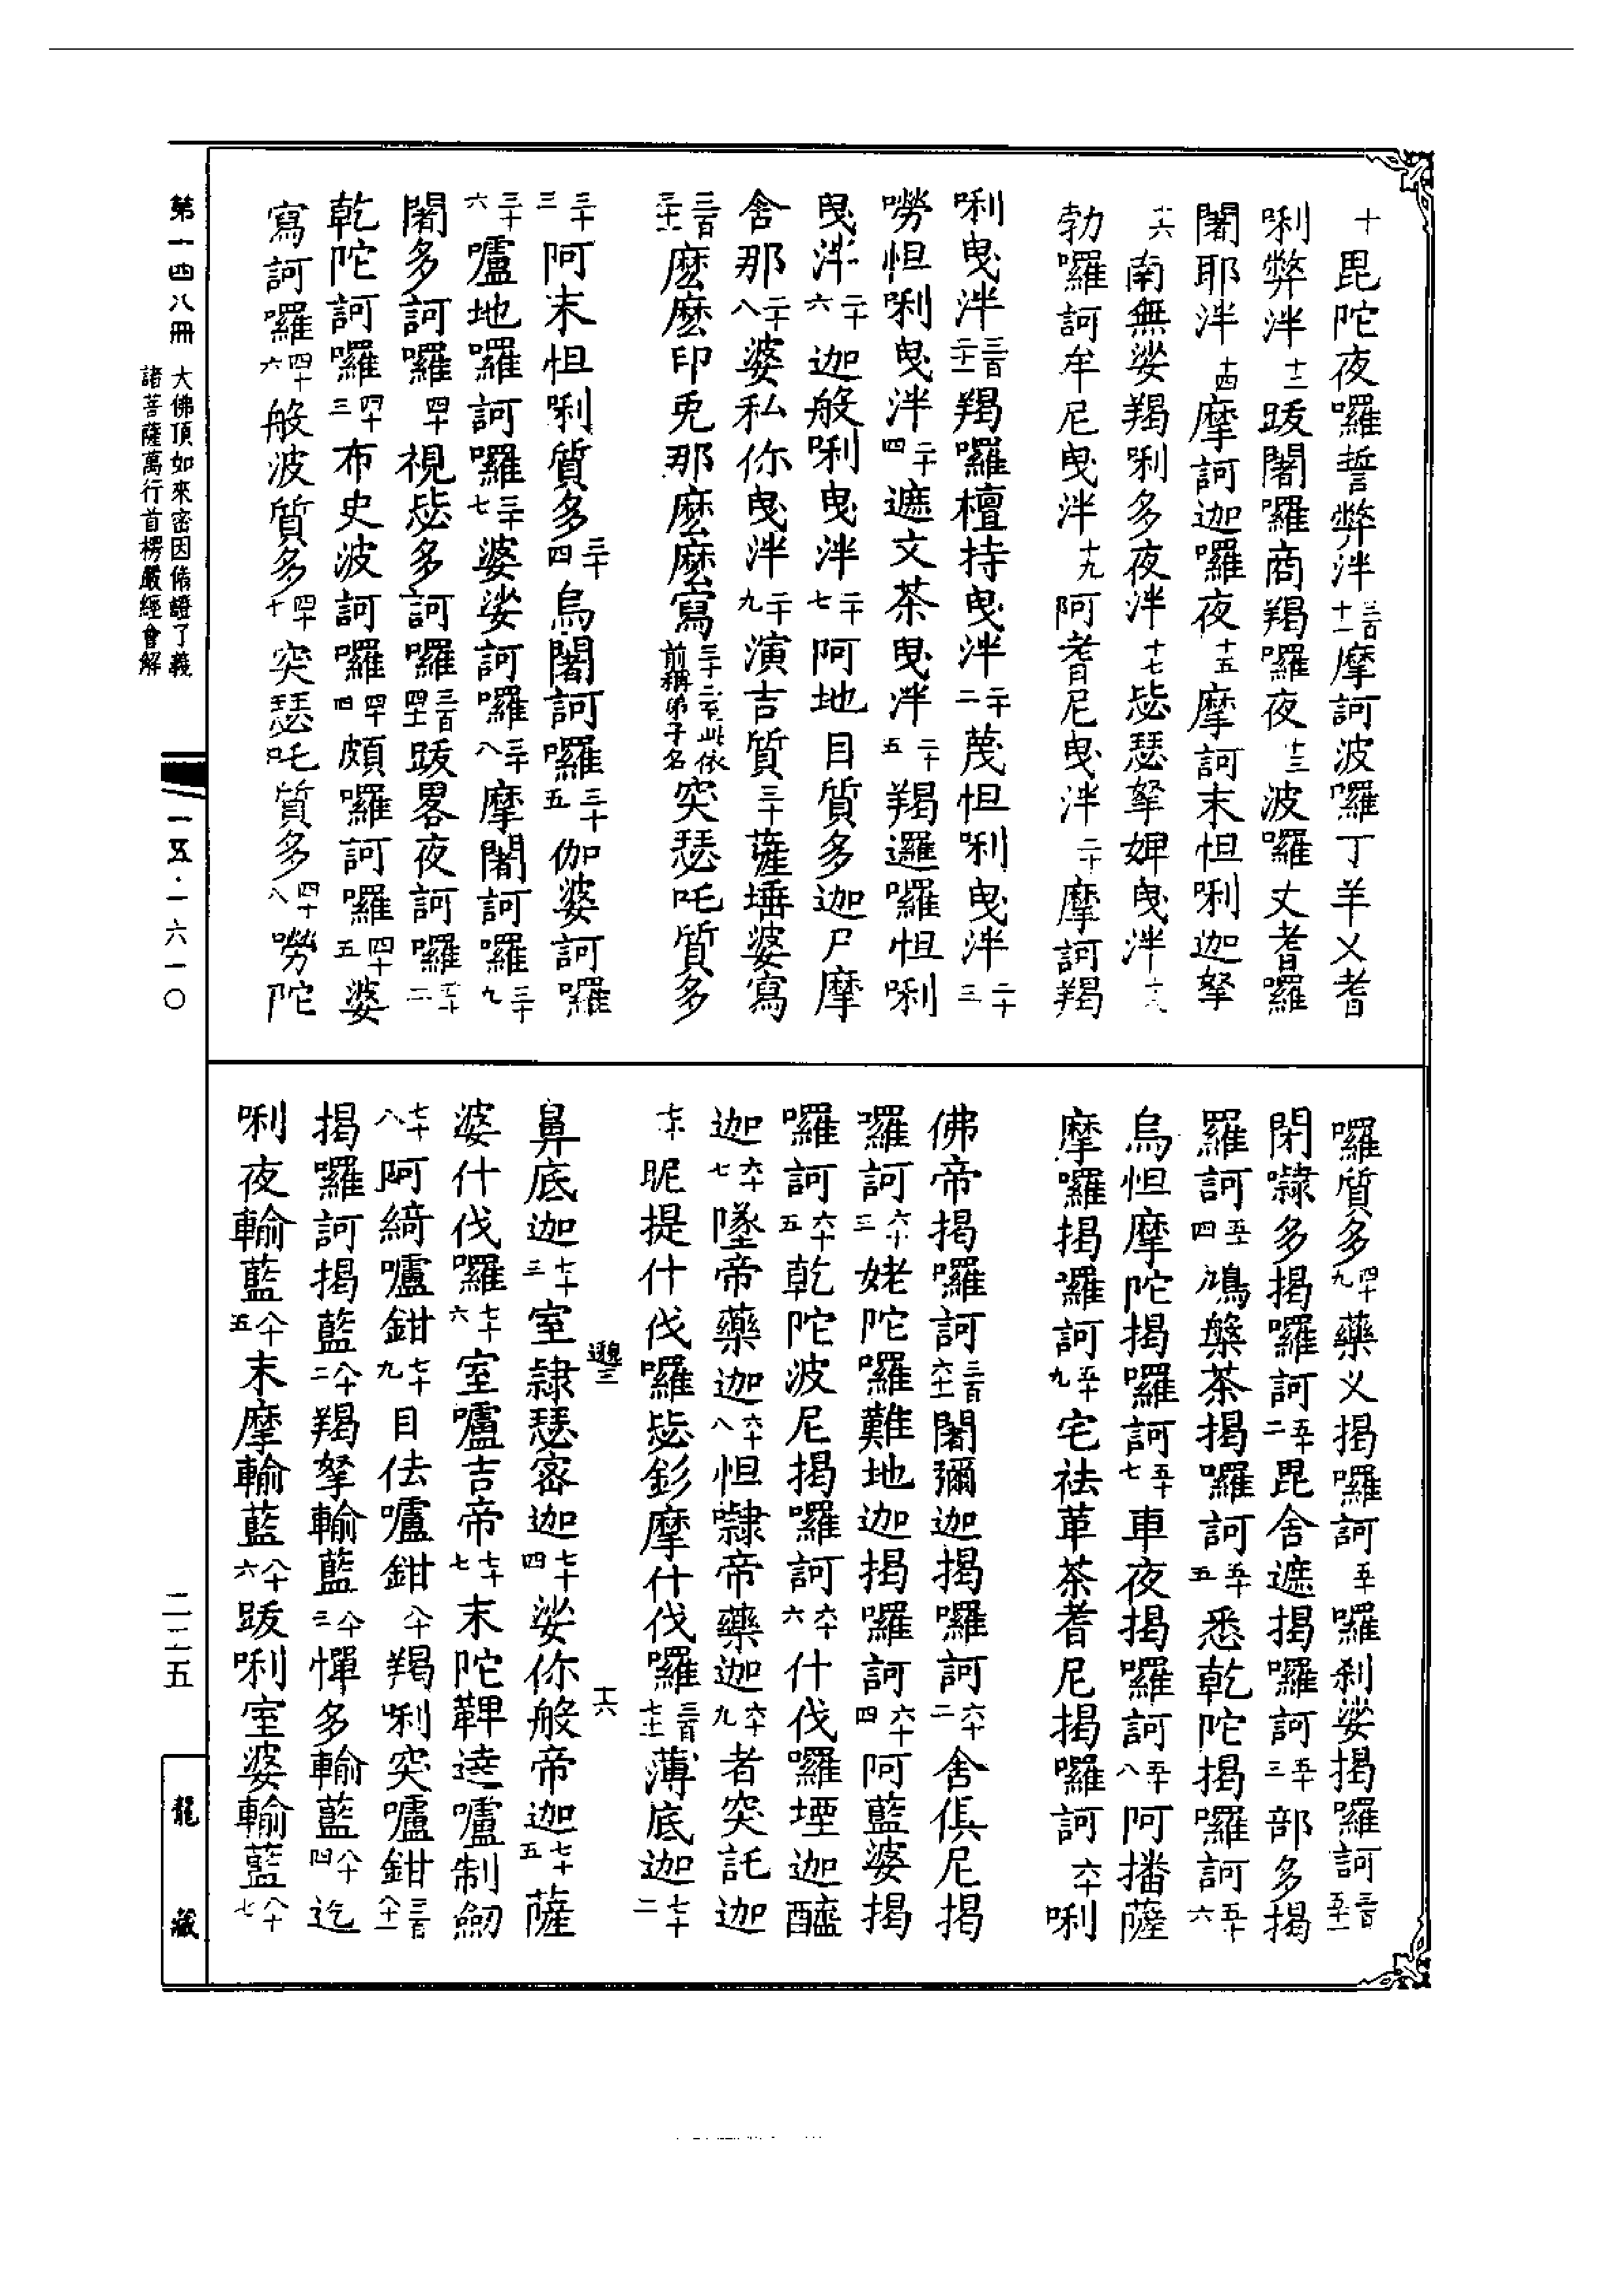 十毘陀夜囉誓弊泮三百十一摩訶波囉丁羊乂耆
唎弊泮十二跋闍囉商羯囉夜十三波囉丈耆囉
闍耶泮十四摩訶迦囉夜十五摩訶末怛唎迦拏
十六南無娑羯唎多夜泮十七毖瑟拏婢曳泮十八
勃囉訶牟尼曳泮十九阿耆尼曳泮二十摩訶羯
唎曳泮三百二十一羯囉檀持曳泮二十二蔑怛唎曳泮二十三
嘮怛唎曳泮二十四遮文茶曳泮二十五羯邏囉怛唎
曳泮二十六迦般唎曳泮二十七阿地目質多迦尸摩
舍那二十八婆私你曳泮二十九演吉質三十薩埵婆寫
三百三十一麽麽印兎那麽麽寫三十二至此依前稱弟子名突瑟吒質多
三十三阿末怛唎質多三十四烏闍訶囉三十五伽婆訶囉
三十六嚧地囉訶囉三十七婆娑訶囉三十八摩闍訶囉三十九
闍多訶囉四十視毖多訶囉三百四十一跋畧夜訶囉四十二
乾陀訶囉四十三布史波訶囉四十四頗囉訶囉四十五婆
寫訶囉四十六般波質多四十七突瑟吒質多四十八嘮陀
囉質多四十九藥乂揭囉訶五十囉剎娑揭囉訶三百五十一
閉嚟多揭囉訶五十二毘舍遮揭囉訶五十三部多揭
囉訶五十四鳩槃茶揭囉訶五十五悉乾陀揭囉訶五十六
烏怛摩陀揭囉訶五十七車夜揭囉訶五十八阿播薩
摩囉揭囉訶五十九宅祛革茶耆尼揭囉訶六十唎
佛帝揭囉訶三百六十一闍彌迦揭囉訶六十二舍俱尼揭
囉訶六十三姥陀囉難地迦揭囉訶六十四阿藍婆揭
囉訶六十五乾陀波尼揭囉訶六十六什伐囉堙迦醯
迦六十七墜帝藥迦六十八怛嚟帝藥迦六十九者突託迦
七十昵提什伐囉毖釤摩什伐囉三百七十一薄底迦七十二
邈三 十六
鼻底迦七十三室隸瑟密迦七十四娑你般帝迦七十五薩
婆什伐囉七十六室嚧吉帝七十七末陀鞞達嚧制劒
七十八阿綺嚧鉗七十九目佉嚧鉗八十羯唎突嚧鉗三百八十一
揭囉訶揭藍八十二羯拏輸藍八十三憚多輸藍八十四迄
唎夜輸藍八十五末摩輸藍八十六跋唎室婆輸藍八十七
第一四八冊
大佛頂如來密因修證了義
諸菩薩萬行首楞嚴經會解
一五·一六一〇
二三五
龍藏